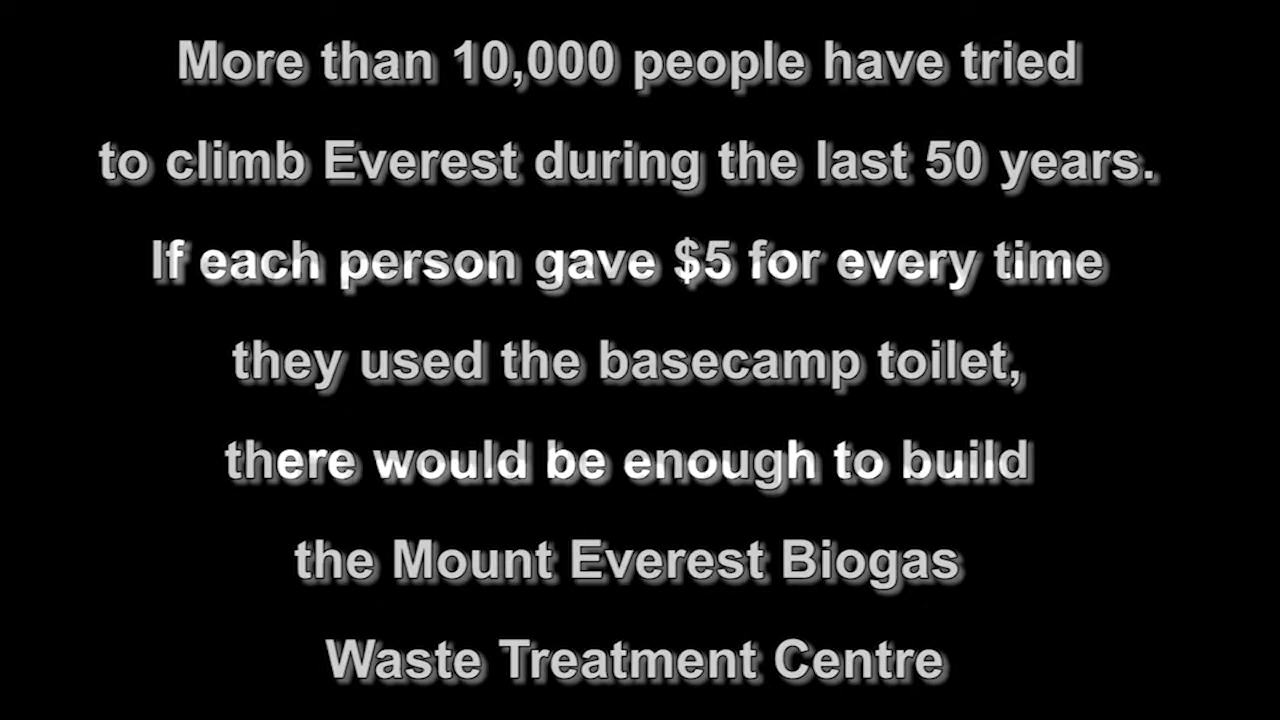 More than 10,000 people have tried
to climb Everest during the last 50 years.
If each person gave $5 for every time
they used the basecamp toilet,
there would be enough to build
the Mount Everest Biogas
Waste Treatment Centre